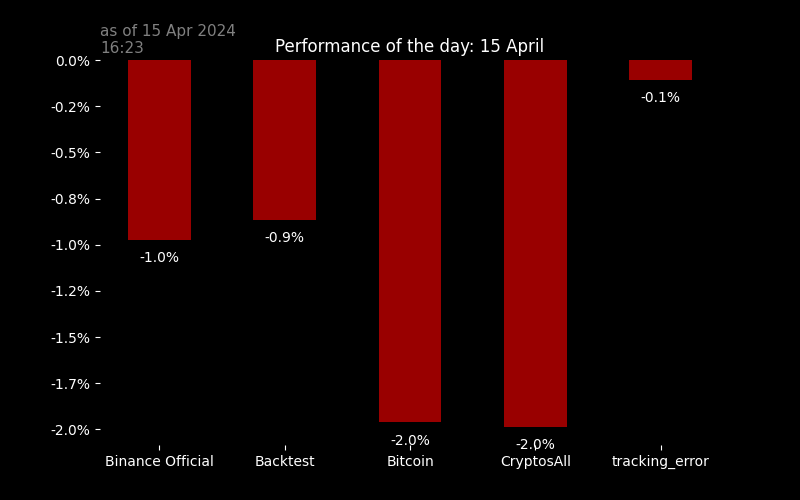 as of 15 Apr 2024
16:23
Performance of the day: 15 April
0.0%
-0.2%
-0.5%
-0.8%
-1.0%
-1.2%
-1.5%
-1.7%
-2.0%
-1.0%
-0.9%
-2.0%
-2.0%
-0.1%
Binance Official
Backtest
Bitcoin
CryptosAll
tracking_error